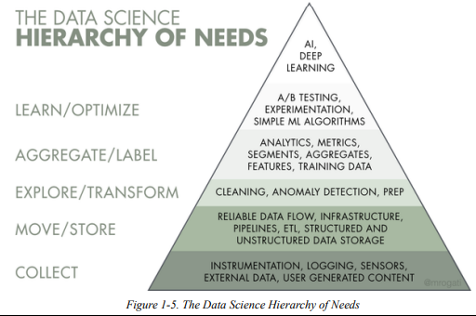 THE DATA SCIENCE
HIERARCHY OF NEEDS
AI,
DEEP
LEARNING
LEARN/OPTIMIZE
A/B TESTING,
EXPERIMENTATION,
SIMPLE ML ALGORITHMS
AGGREGATE/LABEL
ANALYTICS, METRICS,
SEGMENTS, AGGREGATES,
FEATURES, TRAINING DATA
EXPLORE/TRANSFORM
CLEANING, ANOMALY DETECTION, PREP
MOVE/STORE
RELIABLE DATA FLOW, INFRASTRUCTURE,
PIPELINES, ETL, STRUCTURED AND
UNSTRUCTURED DATA STORAGE
COLLECT
INSTRUMENTATION, LOGGING, SENSORS,
EXTERNAL DATA, USER GENERATED CONTENT
@mrogati
Figure 1-5. The Data Science Hierarchy of Needs